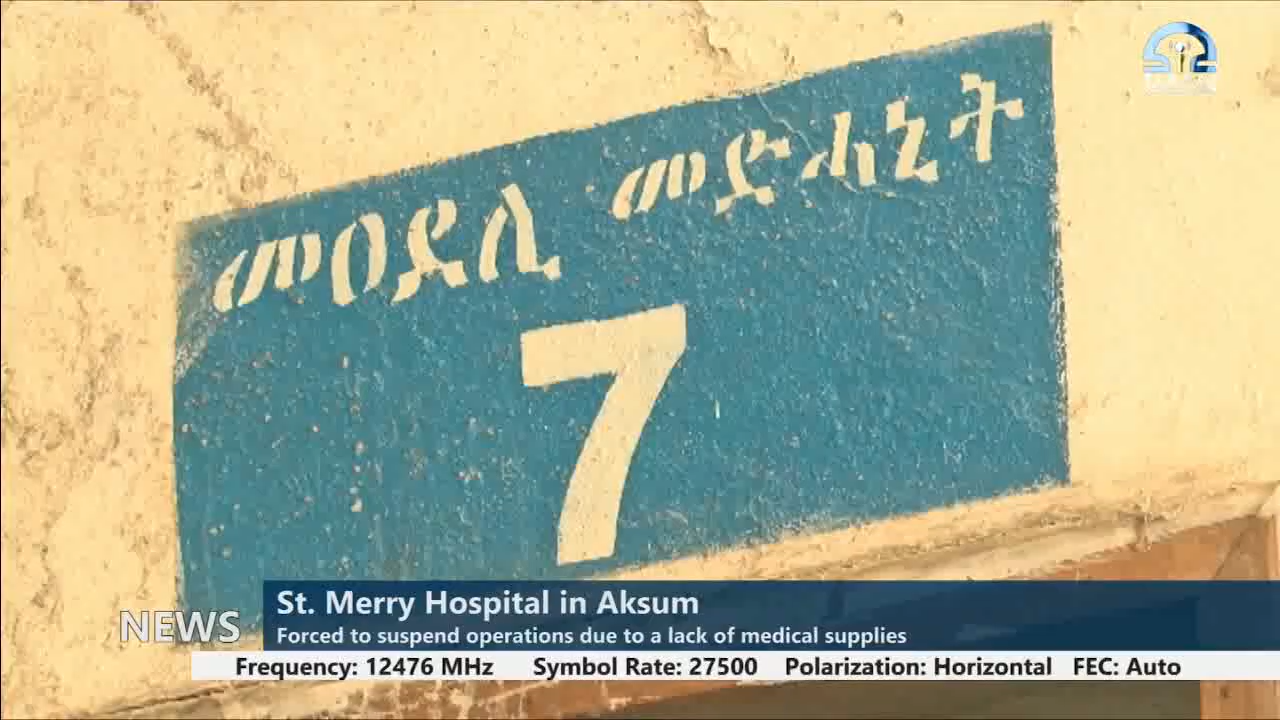 መዐደሊ መድሓኒት
7
NEWS
St. Merry Hospital in Aksum
Forced to suspend operations due to a lack of medical supplies
Frequency: 12476 MHz Symbol Rate: 27500 Polarization: Horizontal FEC: Auto